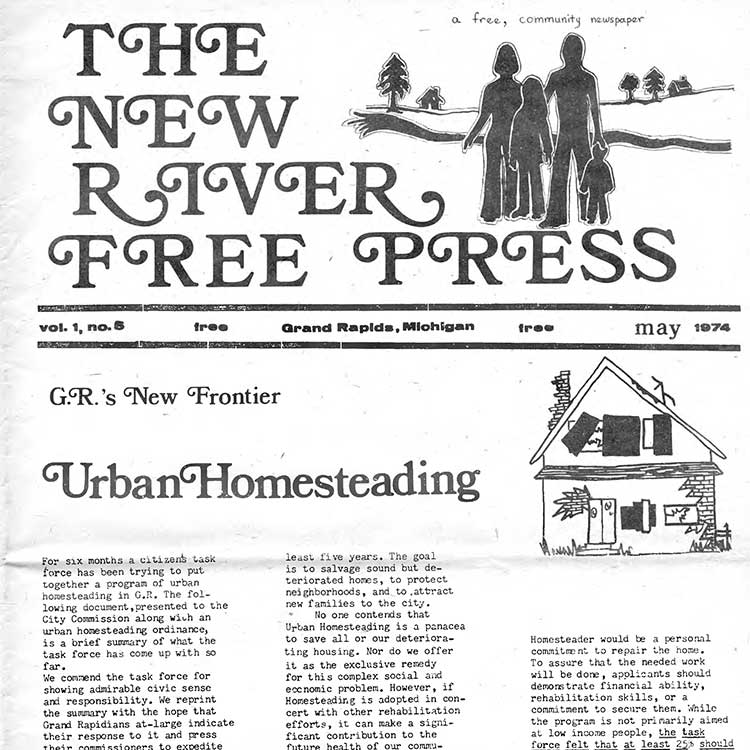 a free, community newspaper
THE
NEW
RIVER
FREE PRESS
vol. 1, no. 5 free Grand Rapids, Michigan free may 1974
G.R.'s New Frontier
Urban Homesteading
For six months a citizens task
force has been trying to put
together a program of urban
homesteading in G.R. The fol-
lowing document,presented to the
City Commission along with an
urban homesteading ordinance,
is a brief summary of what the
task force has come up with so
far.
We commend the task force for
showing admirable civic sense
and responsibility. We reprint
the summary with the hope that
Grand Rapidians at-large indicate
their response to it and press
their commissioners to expedite
least five years. The goal
is to salvage sound but de-
teriorated homes, to protect
neighborhoods, and to attract
new families to the city.
No one contends that
Urban Homesteading is a panacea
to save all or our deteriora-
ting housing. Nor do we offer
it as the exclusive remedy
for this complex social and
economic problem. However, if
Homesteading is adopted in con-
cert with other rehabilitation
efforts, it can make a signi-
ficant contribution to the
future health of our commu-
Homesteader would be a personal
commitment to repair the home.
To assure that the needed work
will be done, applicants should
demonstrate financial ability,
rehabilitation skills, or a
commitment to secure them. While
the program is not primarily aimed
at low income people, the task
force felt that at least 25% should